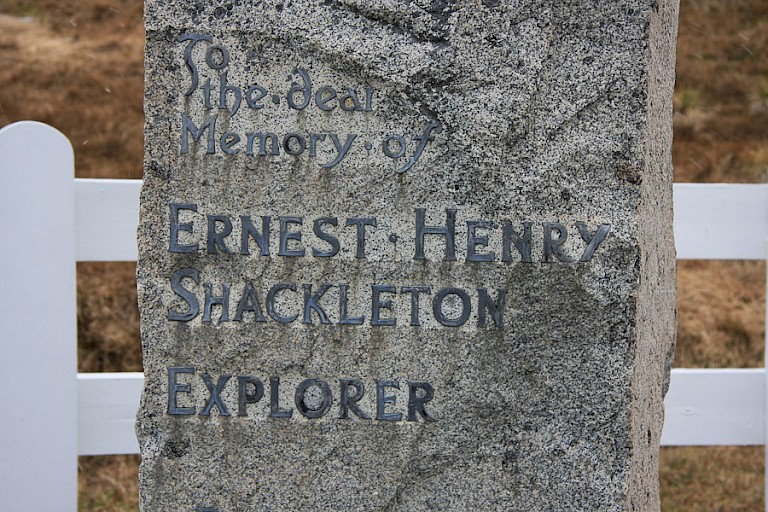 To
the · dear
Memory · of
ERNEST · HENRY
SHACKLETON
EXPLORER